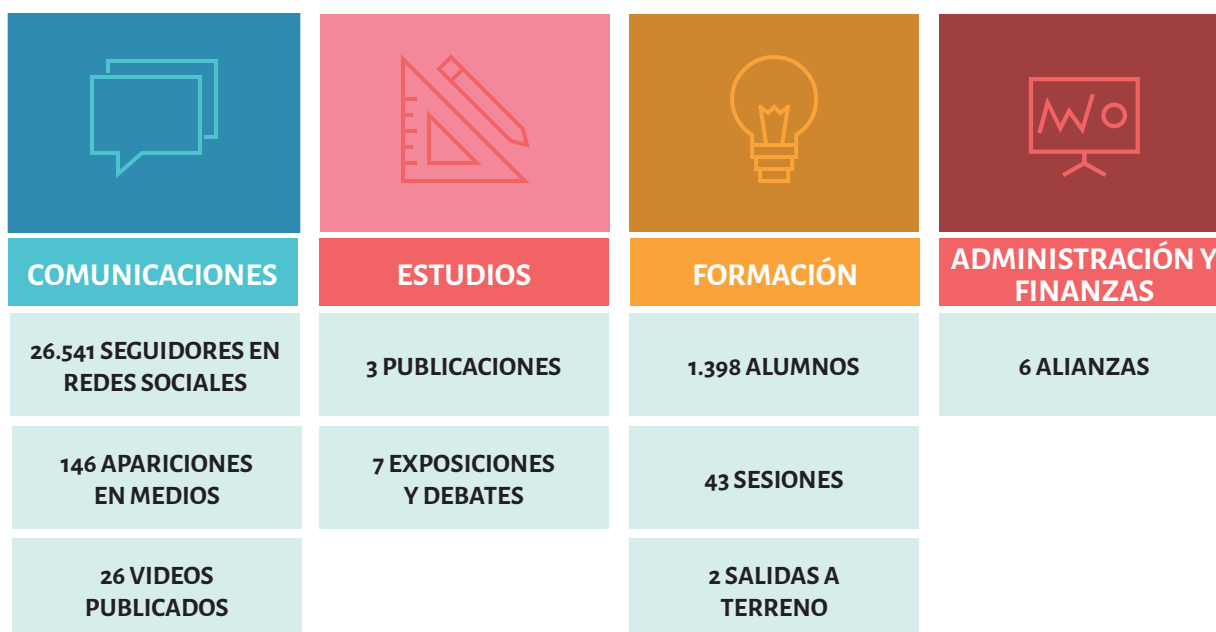 COMUNICACIONES
26.541 SEGUIDORES EN
REDES SOCIALES
146 APARICIONES
EN MEDIOS
26 VIDEOS
PUBLICADOS
ESTUDIOS
3 PUBLICACIONES
7 EXPOSICIONES
Y DEBATES
FORMACIÓN
1.398 ALUMNOS
43 SESIONES
2 SALIDAS A
TERRENO
ADMINISTRACIÓN Y
FINANZAS
6 ALIANZAS